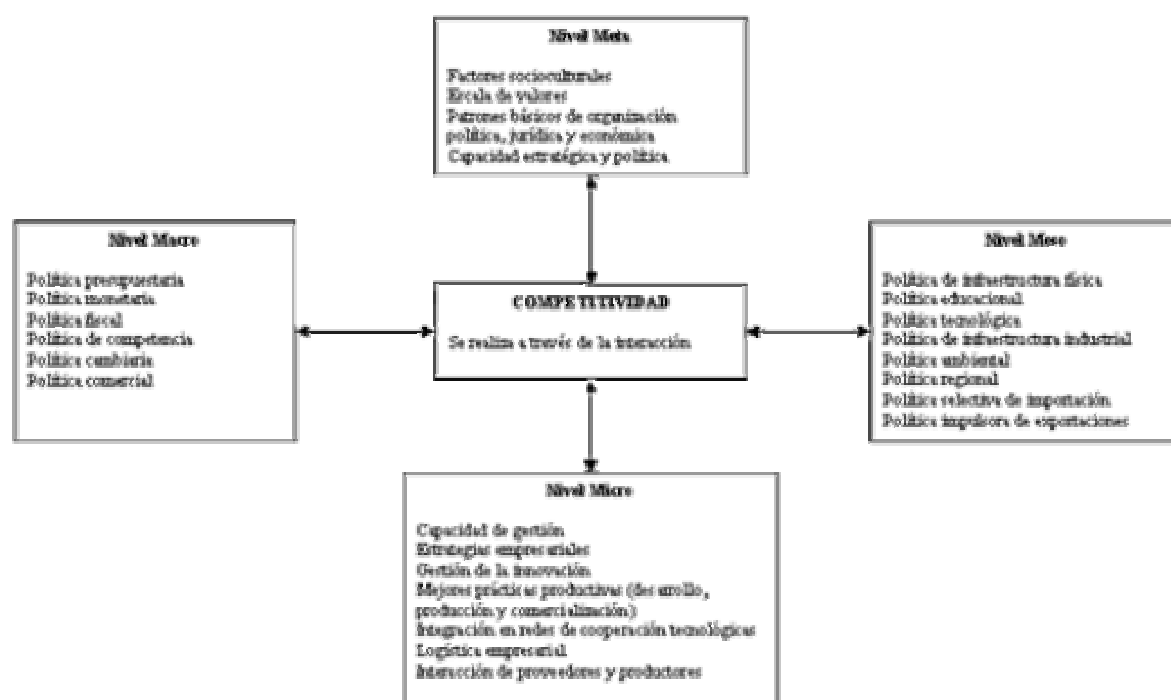 Nivel Meta
Factores socioculturales
Escala de valores
Patrones básicos de organización
política, jurídica y económica
Capacidad estratégica y política
Nivel Macro
Política presupuestaria
Política monetaria
Política fiscal
Política de competencia
Política cambiaria
Política comercial
COMPETITIVIDAD
Se realiza a través de la interacción
Nivel Meso
Política de infraestructura física
Política educacional
Política tecnológica
Política de infraestructura industrial
Política ambiental
Política regional
Política selectiva de importación
Política impulsora de exportaciones
Nivel Micro
Capacidad de gestión
Estrategias empresariales
Gestión de la innovación
Mejores prácticas productivas (desarrollo,
producción y comercialización)
Integración en redes de cooperación tecnológicas
Logística empresarial
Interacción de proveedores y productores